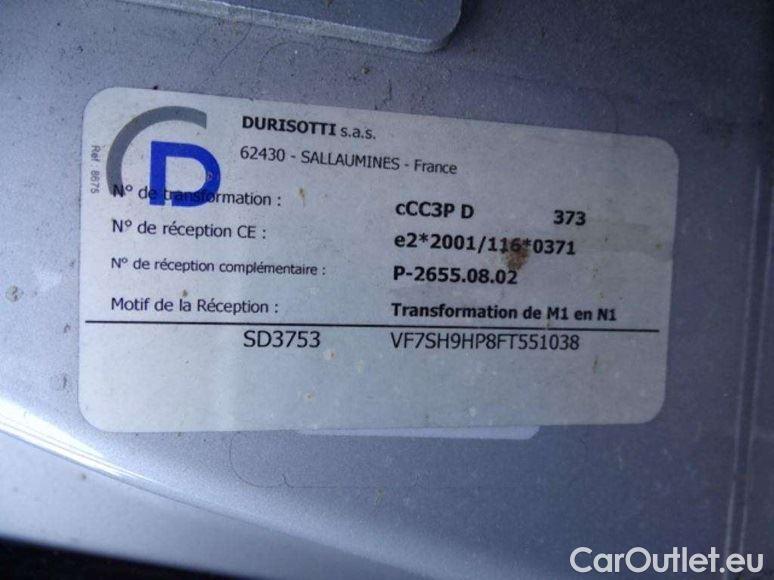 DURISOTTI s.a.s.
62430 - SALLAUMINES - France
Ref : 8675
D
N° de transformation : cCC3P D 373
N° de réception CE : e2*2001/116*0371
N° de réception complémentaire : P-2655.08.02
Motif de la Réception : Transformation de M1 en N1
SD3753 VF7SH9HP8FT551038
CarOutlet.eu